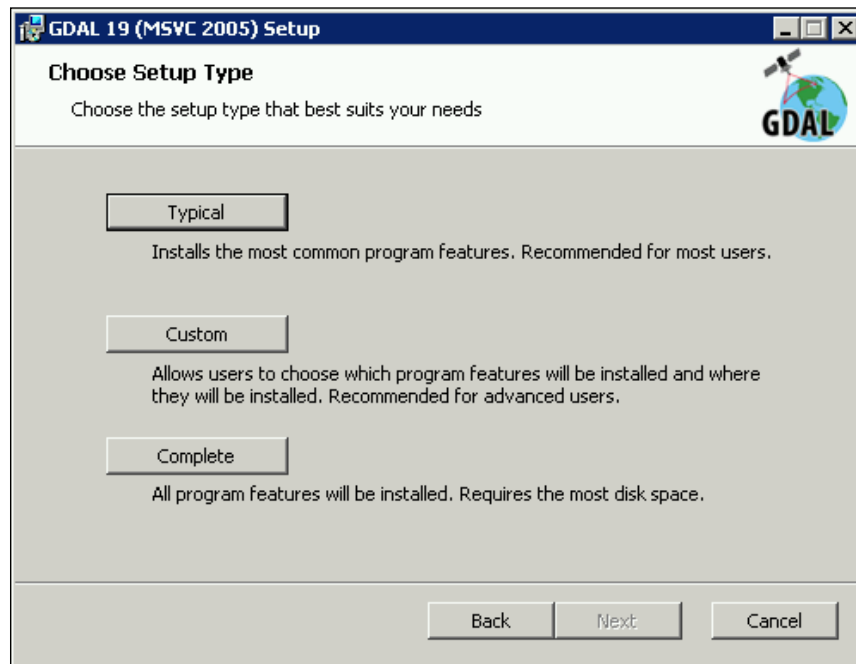 GDAL 19 (MSVC 2005) Setup
Choose Setup Type
Choose the setup type that best suits your needs
GDAL
Typical
Installs the most common program features. Recommended for most users.
Custom
Allows users to choose which program features will be installed and where
they will be installed. Recommended for advanced users.
Complete
All program features will be installed. Requires the most disk space.
Back
Next
Cancel